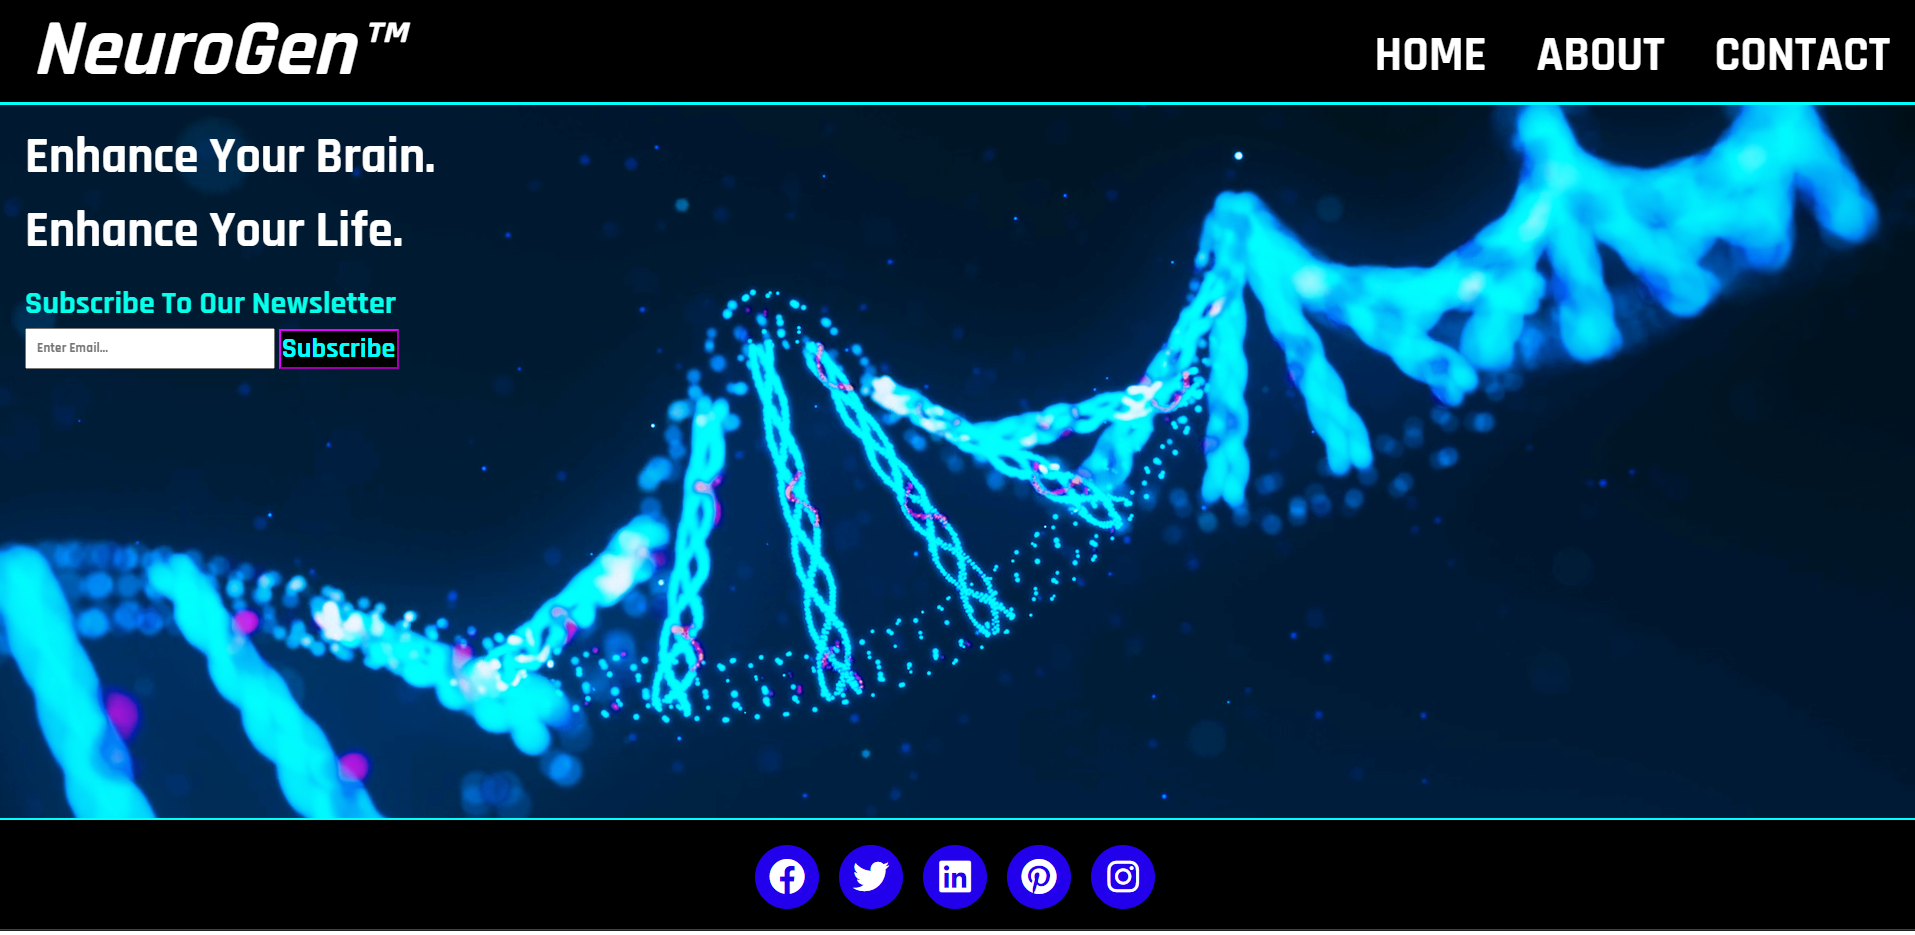 NeuroGen™
HOME ABOUT CONTACT
Enhance Your Brain.
Enhance Your Life.
Subscribe To Our Newsletter
Enter Email...
Subscribe